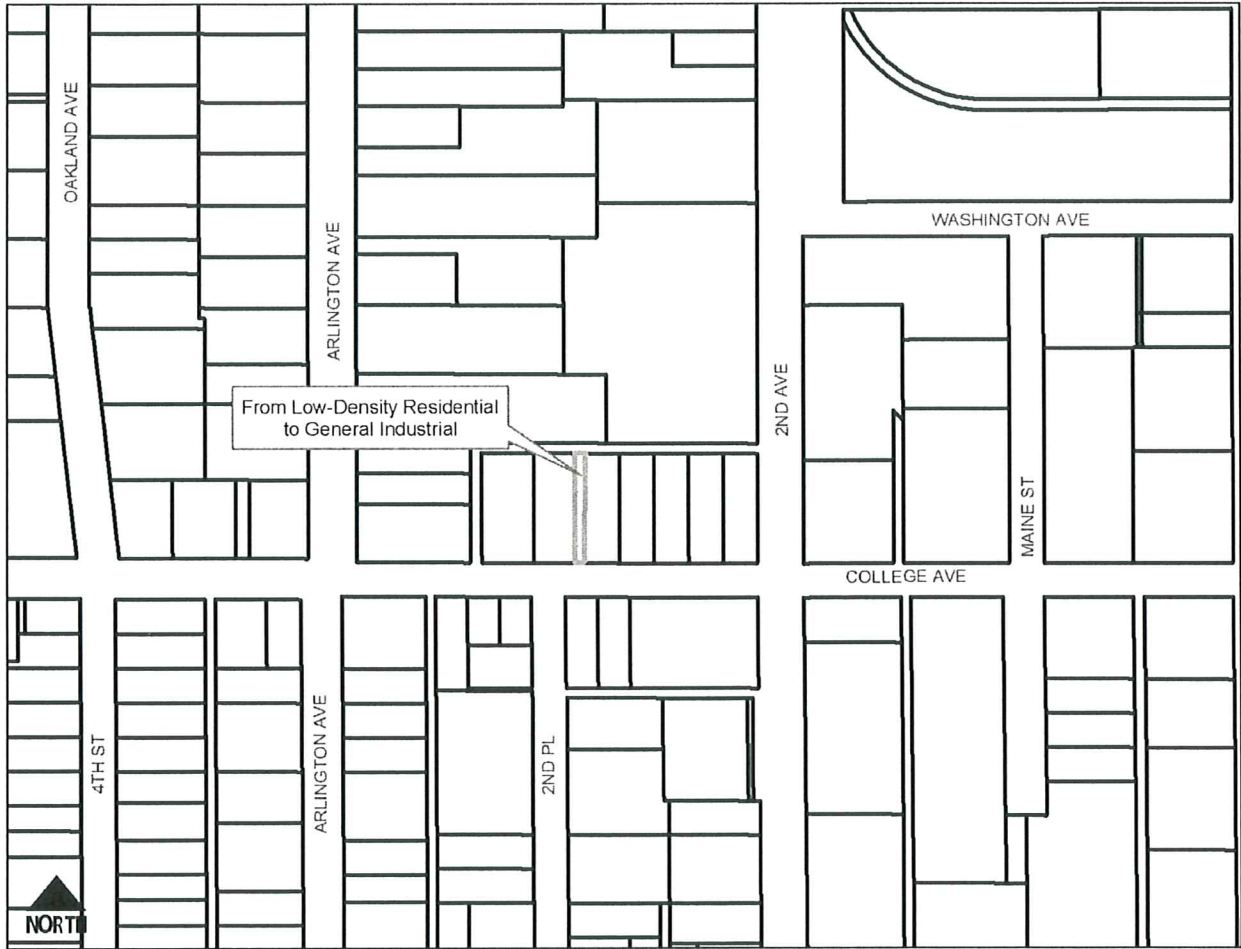 OAKLAND AVE
ARLINGTON AVE
WASHINGTON AVE
From Low-Density Residential
to General Industrial
2ND AVE
MAINE ST
COLLEGE AVE
4TH ST
ARLINGTON AVE
2ND PL
NORTH